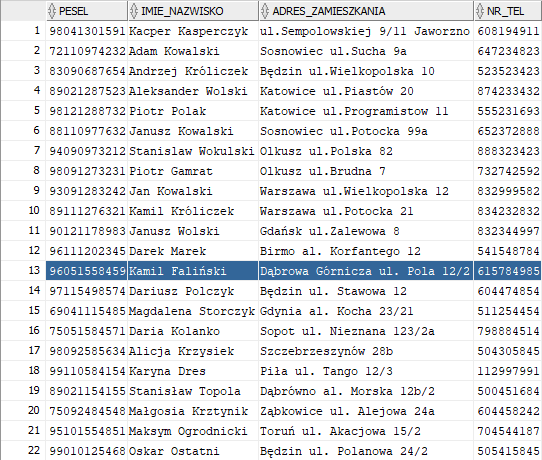 PESEL IMIE_NAZWISKO ADRES_ZAMIESZKANIA NR_TEL
1 98041301591 Kacper Kasperczyk ul.Sempolowskiej 9/11 Jaworzno 608194911
2 72110974232 Adam Kowalski Sosnowiec ul.Sucha 9a 647234823
3 83090687654 Andrzej Króliczek Będzin ul.Wielkopolska 10 523523423
4 89021287523 Aleksander Wolski Katowice ul.Piastów 20 874233432
5 98121288732 Piotr Polak Katowice ul.Programistow 11 555231693
6 88110977632 Janusz Kowalski Sosnowiec ul.Potocka 99a 652372888
7 94090973212 Stanislaw Wokulski Olkusz ul.Polska 82 888323423
8 98091273231 Piotr Gamrat Olkusz ul.Brudna 7 732742592
9 93091283242 Jan Kowalski Warszawa ul.Wielkopolska 12 832999582
10 89111276321 Kamil Króliczek Warszawa ul.Potocka 21 834232832
11 90121178983 Janusz Wolski Gdańsk ul.Zalewowa 8 832344997
12 96111202345 Darek Marek Birmo al. Korfantego 12 541548784
13 96051558459 Kamil Faliński Dąbrowa Górnicza ul. Pola 12/2 615784985
14 97115498574 Dariusz Polczyk Będzin ul. Stawowa 12 604474854
15 69041115485 Magdalena Storczyk Gdynia al. Kocha 23/21 511254454
16 75051584571 Daria Kolanko Sopot ul. Nieznana 123/2a 798884514
17 98092585634 Alicja Krzysiek Szczebrzeszynów 28b 504305845
18 99110584154 Karyna Dres Piła ul. Tango 12/3 112997991
19 89021154155 Stanisław Topola Dąbrówno al. Morska 12b/2 500451684
20 75092484548 Małgosia Krztynik Ząbkowice ul. Alejowa 24a 604458242
21 95101554851 Maksym Ogrodnicki Toruń ul. Akacjowa 15/2 704544187
22 99010125468 Oskar Ostatni Będzin ul. Polanowa 24/2 505415845